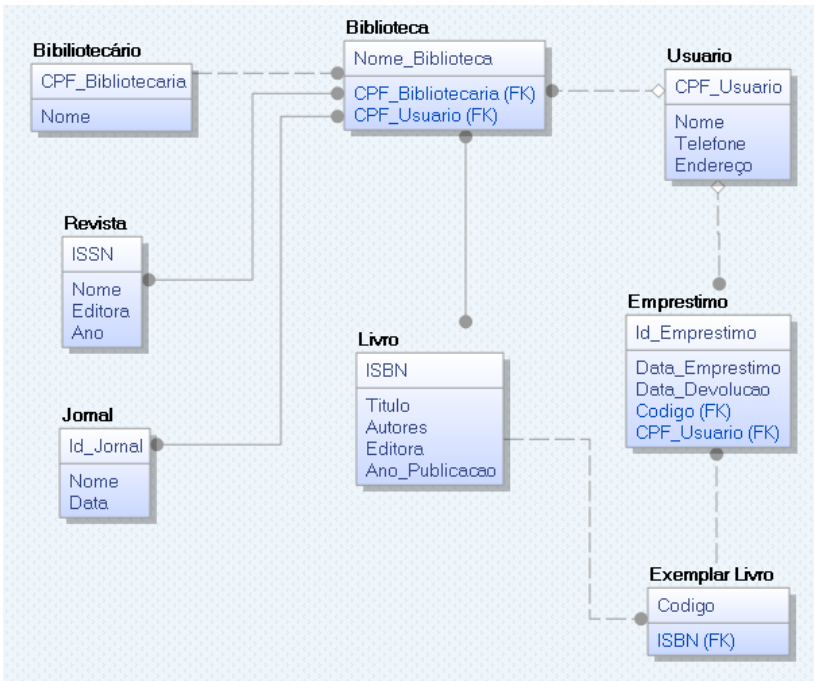 Biblioteca
Nome_Biblioteca
CPF_Bibliotecaria (FK)
CPF_Usuario (FK)
Bibiliotecário
CPF_Bibliotecaria
Nome
Usuario
CPF_Usuario
Nome
Telefone
Endereço
Revista
ISSN
Nome
Editora
Ano
Emprestimo
Id_Emprestimo
Data_Emprestimo
Data_Devolucao
Codigo (FK)
CPF_Usuario (FK)
Livro
ISBN
Titulo
Autores
Editora
Ano_Publicacao
Jornal
Id_Jornal
Nome
Data
Exemplar Livro
Codigo
ISBN (FK)